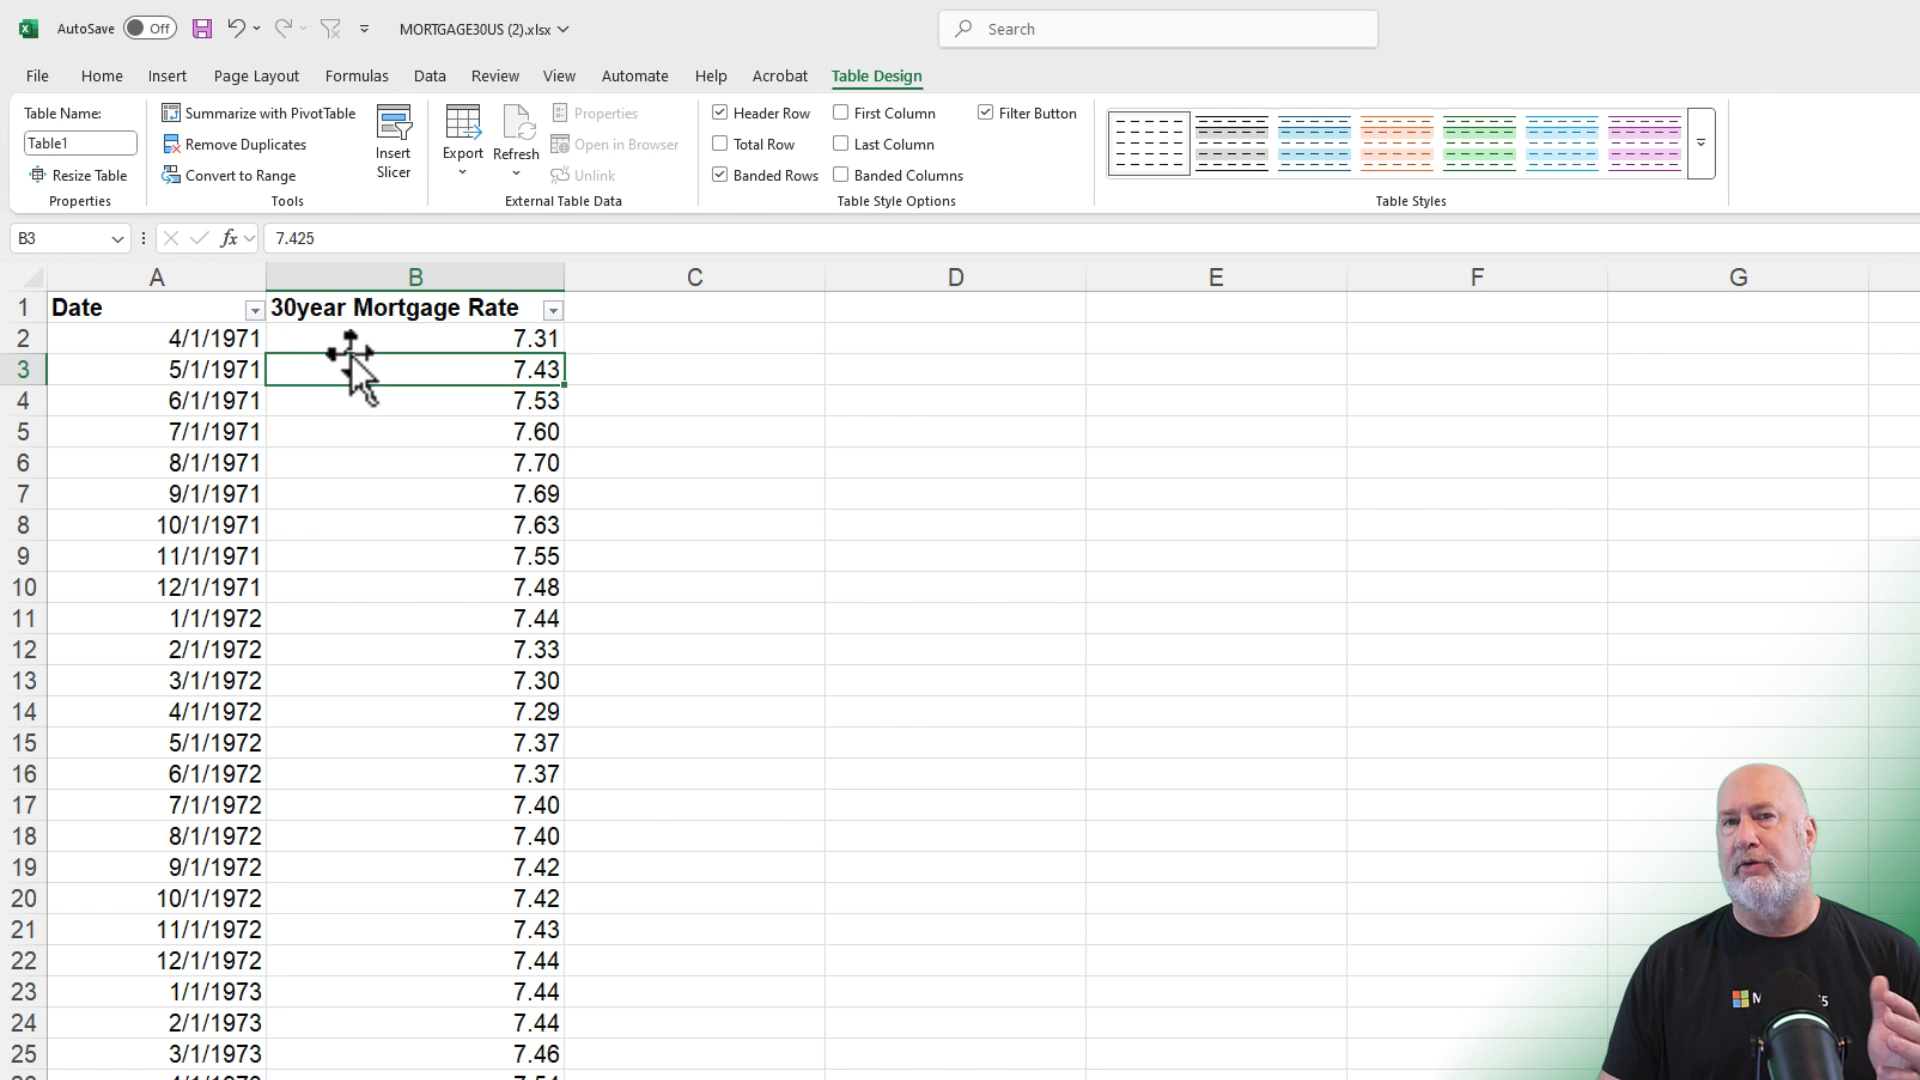 AutoSave Off MORTGAGE30US (2).xlsx Search
File Home Insert Page Layout Formulas Data Review View Automate Help Acrobat Table Design
Table Name:
Table1
Resize Table
Properties
Summarize with PivotTable
Remove Duplicates
Convert to Range
Tools
Insert
Slicer
Export
Refresh
Properties
Open in Browser
Unlink
External Table Data
Header Row First Column Filter Button
Total Row Last Column
Banded Rows Banded Columns
Table Style Options
Table Styles
B3 fx 7.425
A B C D E F G
1 Date 30year Mortgage Rate
2 4/1/1971 7.31
3 5/1/1971 7.43
4 6/1/1971 7.53
5 7/1/1971 7.60
6 8/1/1971 7.70
7 9/1/1971 7.69
8 10/1/1971 7.63
9 11/1/1971 7.55
10 12/1/1971 7.48
11 1/1/1972 7.44
12 2/1/1972 7.33
13 3/1/1972 7.30
14 4/1/1972 7.29
15 5/1/1972 7.37
16 6/1/1972 7.37
17 7/1/1972 7.40
18 8/1/1972 7.40
19 9/1/1972 7.42
20 10/1/1972 7.42
21 11/1/1972 7.43
22 12/1/1972 7.44
23 1/1/1973 7.44
24 2/1/1973 7.44
25 3/1/1973 7.46